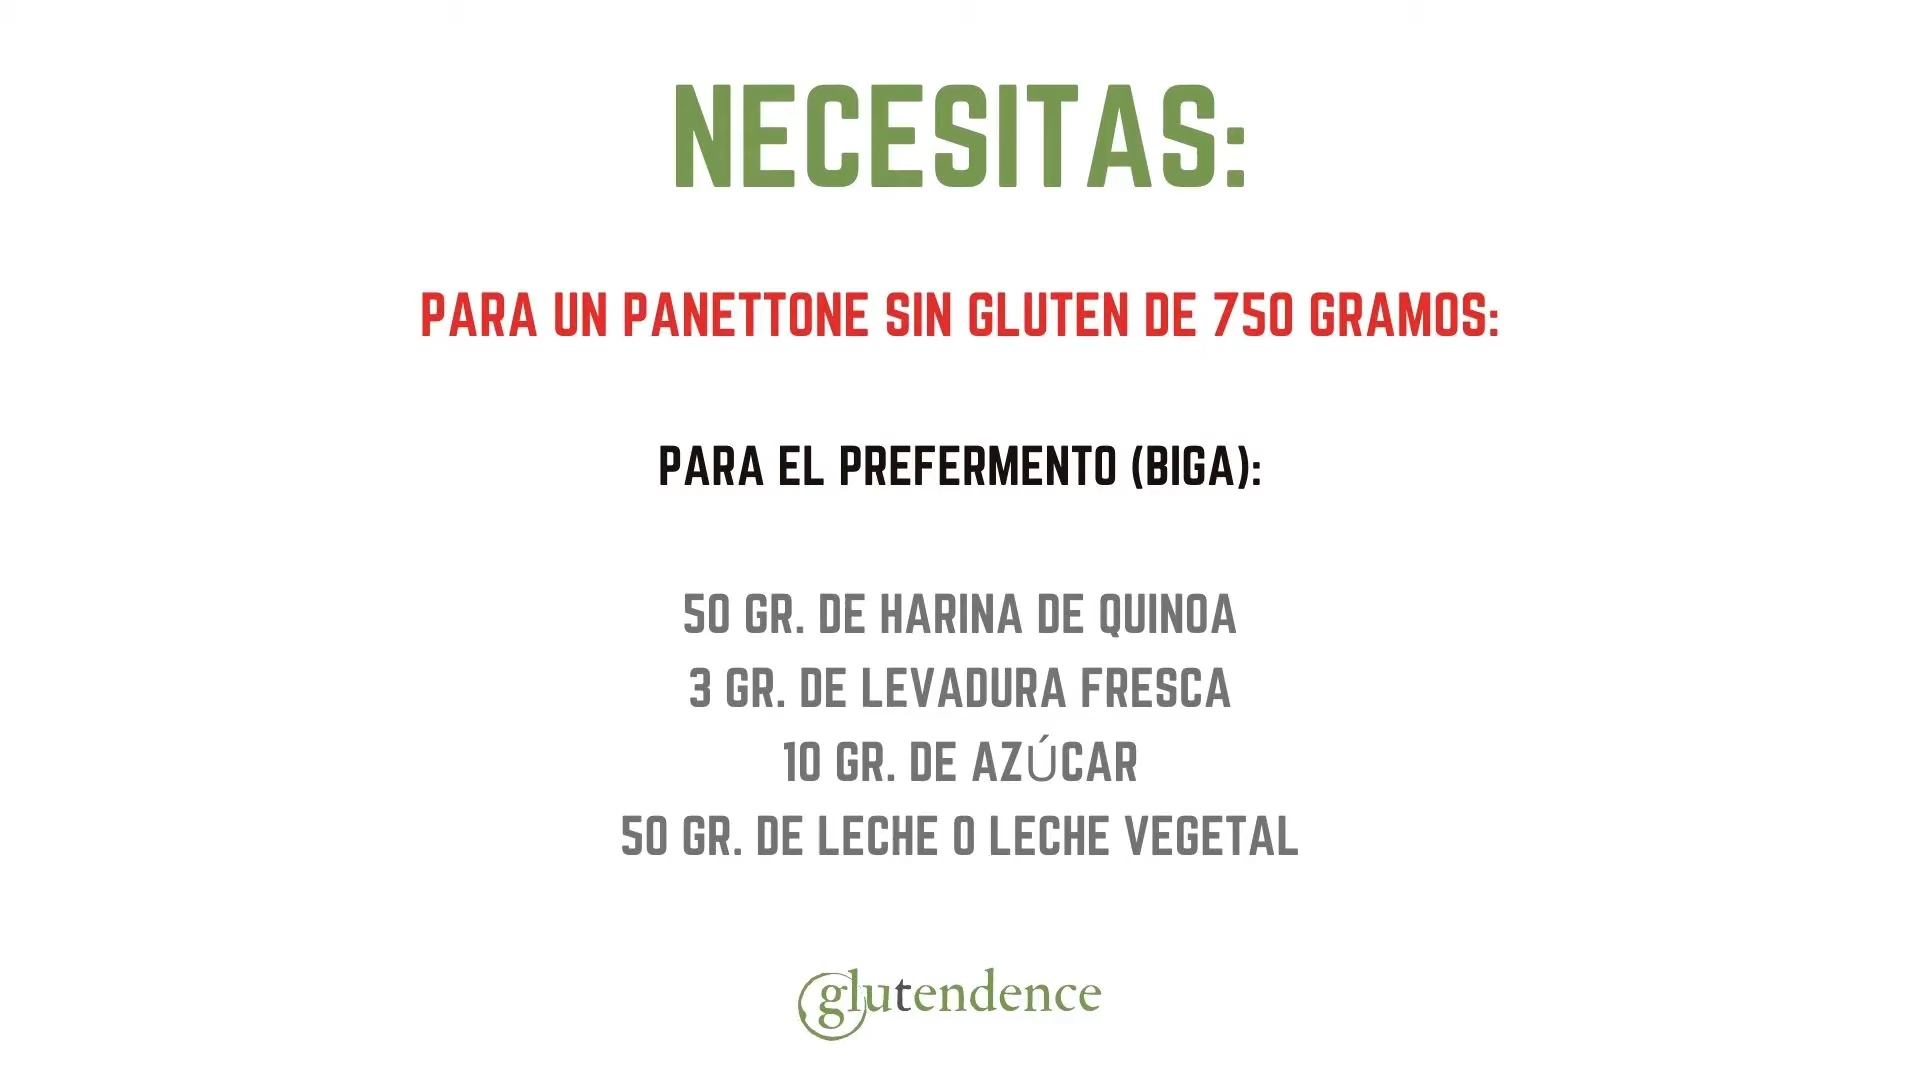 NECESITAS:
PARA UN PANETTONE SIN GLUTEN DE 750 GRAMOS:
PARA EL PREFERMENTO (BIGA):
50 GR. DE HARINA DE QUINOA
3 GR. DE LEVADURA FRESCA
10 GR. DE AZÚCAR
50 GR. DE LECHE O LECHE VEGETAL
glutendence